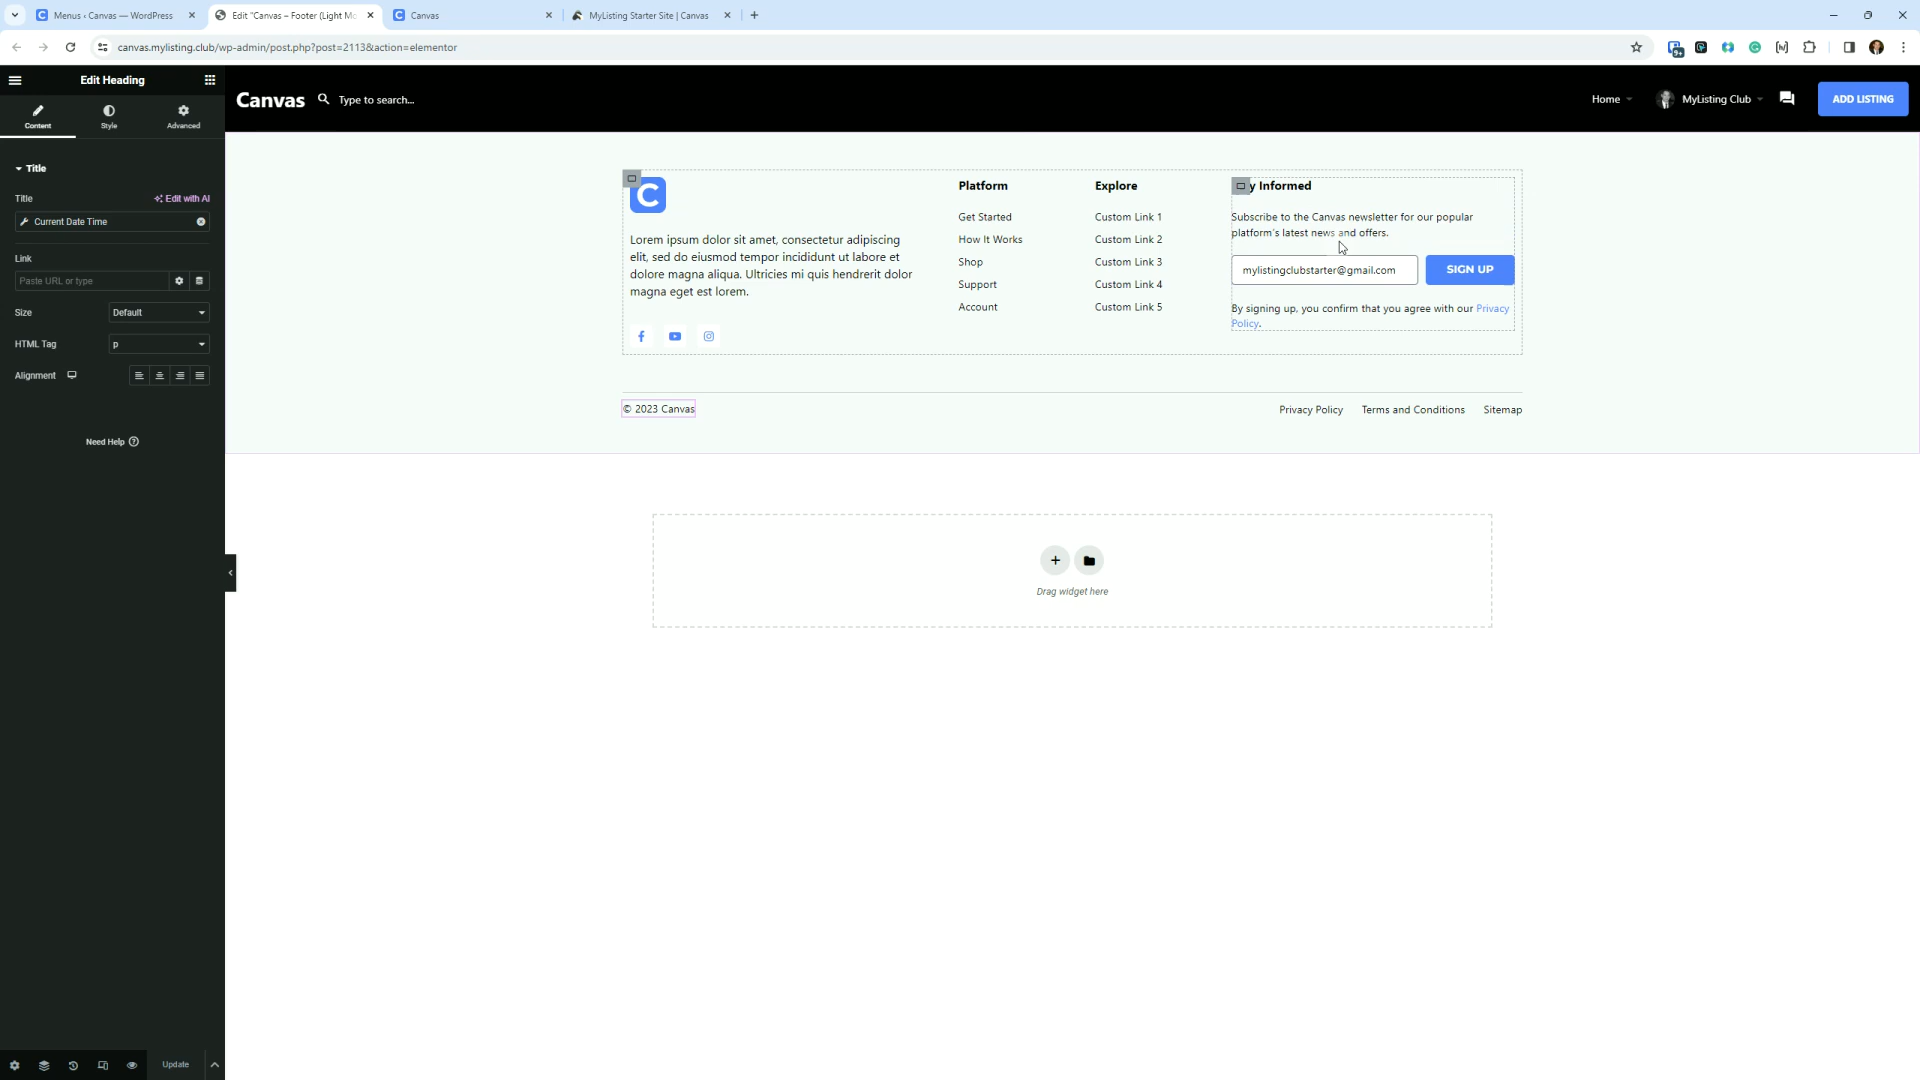 Menus ‹ Canvas — WordPress
Edit "Canvas – Footer (Light Mo
Canvas
MyListing Starter Site | Canvas
canvas.mylisting.club/wp-admin/post.php?post=2113&action=elementor
9+
Edit Heading
Content
Style
Advanced
Title
Title
Edit with AI
Current Date Time
Link
Paste URL or type
Size
Default
HTML Tag
p
Alignment
Need Help
Update
Canvas
Type to search...
Home
MyListing Club
ADD LISTING
C
Lorem ipsum dolor sit amet, consectetur adipiscing
elit, sed do eiusmod tempor incididunt ut labore et
dolore magna aliqua. Ultricies mi quis hendrerit dolor
magna eget est lorem.
Platform
Get Started
How It Works
Shop
Support
Account
Explore
Custom Link 1
Custom Link 2
Custom Link 3
Custom Link 4
Custom Link 5
y Informed
Subscribe to the Canvas newsletter for our popular
platform's latest news and offers.
mylistingclubstarter@gmail.com
SIGN UP
By signing up, you confirm that you agree with our Privacy
Policy.
© 2023 Canvas
Privacy Policy
Terms and Conditions
Sitemap
Drag widget here